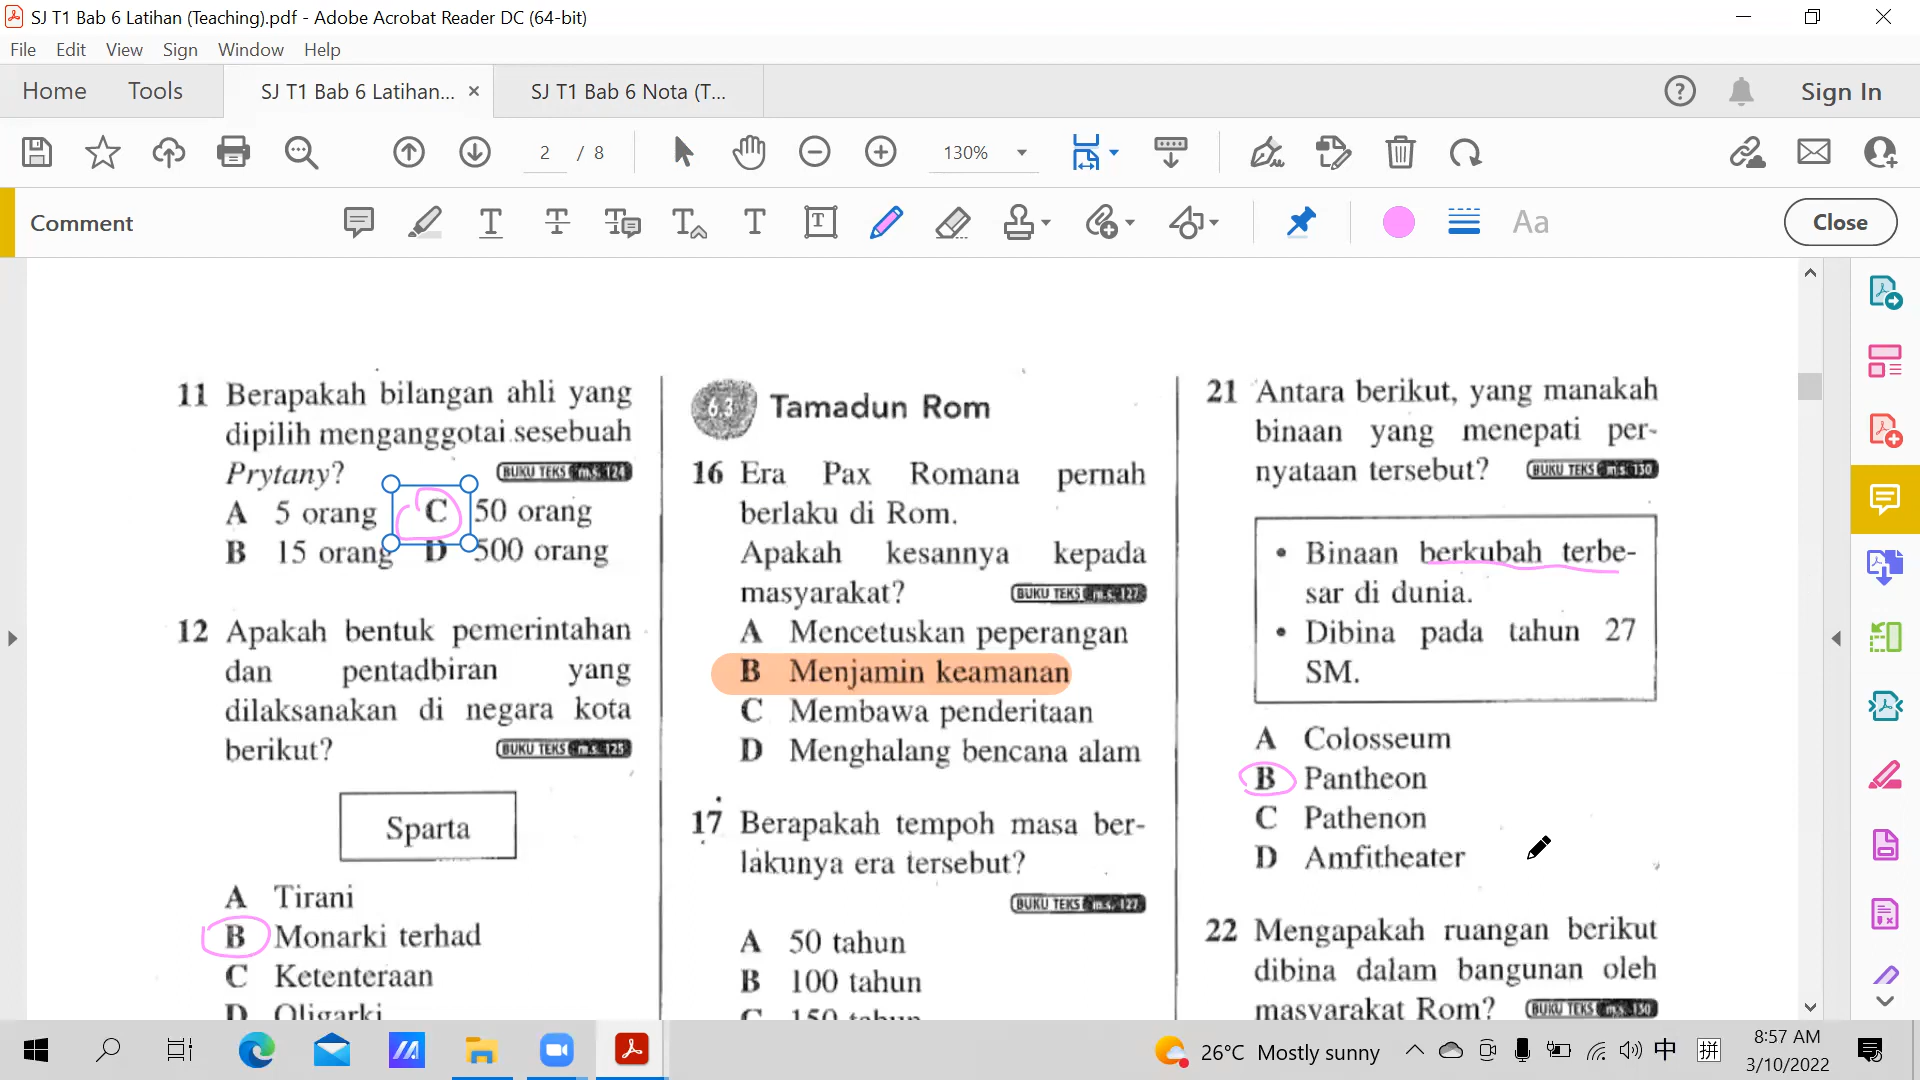 SJ T1 Bab 6 Latihan (Teaching).pdf - Adobe Acrobat Reader DC (64-bit)
File Edit View Sign Window Help
Home Tools SJ T1 Bab 6 Latihan... × SJ T1 Bab 6 Nota (T... Sign In
2 / 8 130%
Comment Aa Close
11 Berapakah bilangan ahli yang
dipilih menganggotai sesebuah
Prytany? BUKU TEKS m.s. 124
A 5 orang C 50 orang
B 15 orang D 500 orang
12 Apakah bentuk pemerintahan
dan pentadbiran yang
dilaksanakan di negara kota
berikut? BUKU TEKS m.s. 125
Sparta
A Tirani
B Monarki terhad
C Ketenteraan
D Oligarki
6.3 Tamadun Rom
16 Era Pax Romana pernah
berlaku di Rom.
Apakah kesannya kepada
masyarakat? BUKU TEKS m.s. 127
A Mencetuskan peperangan
B Menjamin keamanan
C Membawa penderitaan
D Menghalang bencana alam
17 Berapakah tempoh masa ber-
lakunya era tersebut?
BUKU TEKS m.s. 127
A 50 tahun
B 100 tahun
C 150 tahun
21 Antara berikut, yang manakah
binaan yang menepati per-
nyataan tersebut? BUKU TEKS m.s 130
• Binaan berkubah terbe-
sar di dunia.
• Dibina pada tahun 27
SM.
A Colosseum
B Pantheon
C Pathenon
D Amfitheater
22 Mengapakah ruangan berikut
dibina dalam bangunan oleh
masyarakat Rom? BUKU TEKS m.s. 130
26°C Mostly sunny 中 拼 8:57 AM
3/10/2022